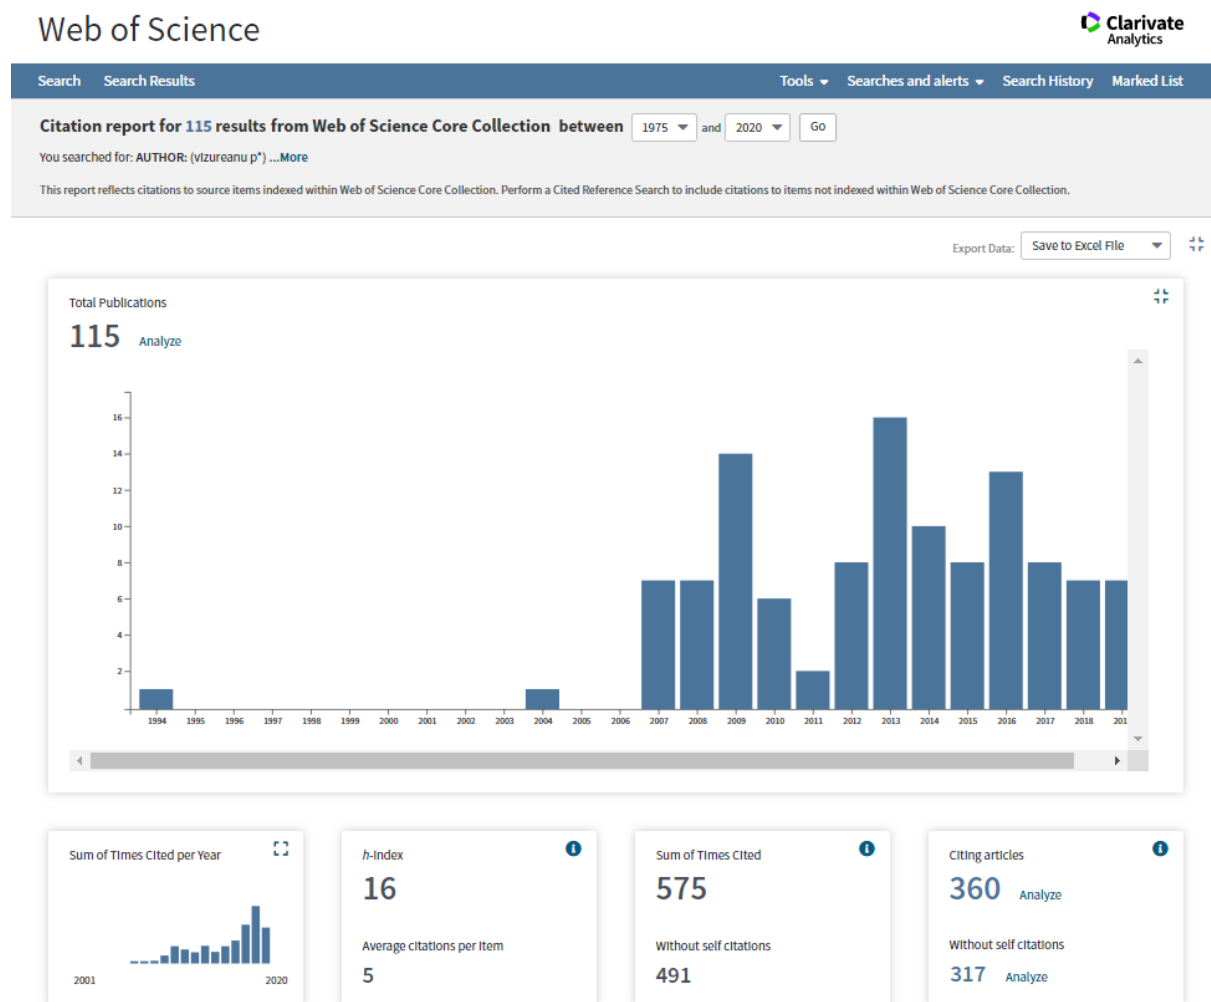 Web of Science
Clarivate
Analytics
Search Search Results Tools Searches and alerts Search History Marked List
Citation report for 115 results from Web of Science Core Collection between 1975 and 2020 Go
You searched for: AUTHOR: (vizureanu p*) ...More
This report reflects citations to source items indexed within Web of Science Core Collection. Perform a Cited Reference Search to include citations to items not indexed within Web of Science Core Collection.
Export Data: Save to Excel File
Total Publications
115 Analyze
16
14
12
10
8
6
4
2
1994 1995 1996 1997 1998 1999 2000 2001 2002 2003 2004 2005 2006 2007 2008 2009 2010 2011 2012 2013 2014 2015 2016 2017 2018 201
Sum of Times Cited per Year
2001 2020
h-index
16
Average citations per item
5
Sum of Times Cited
575
Without self citations
491
Citing articles
360 Analyze
Without self citations
317 Analyze